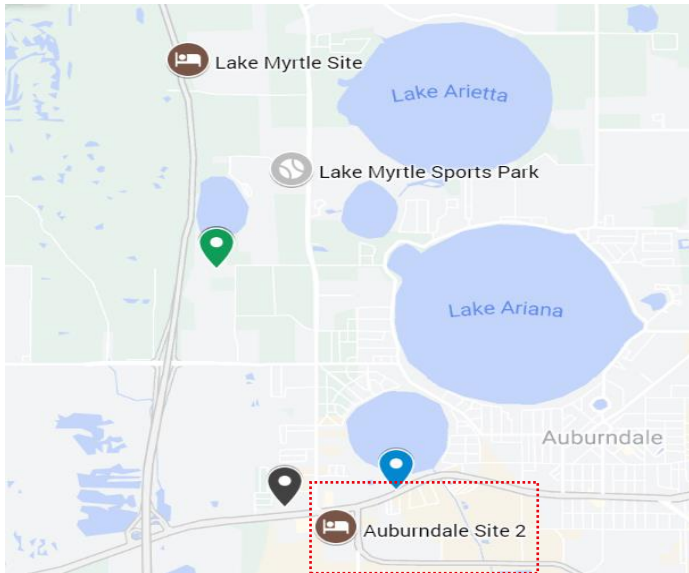 Lake Myrtle Site
Lake Arietta
Lake Myrtle Sports Park
Lake Ariana
Auburndale
Auburndale Site 2